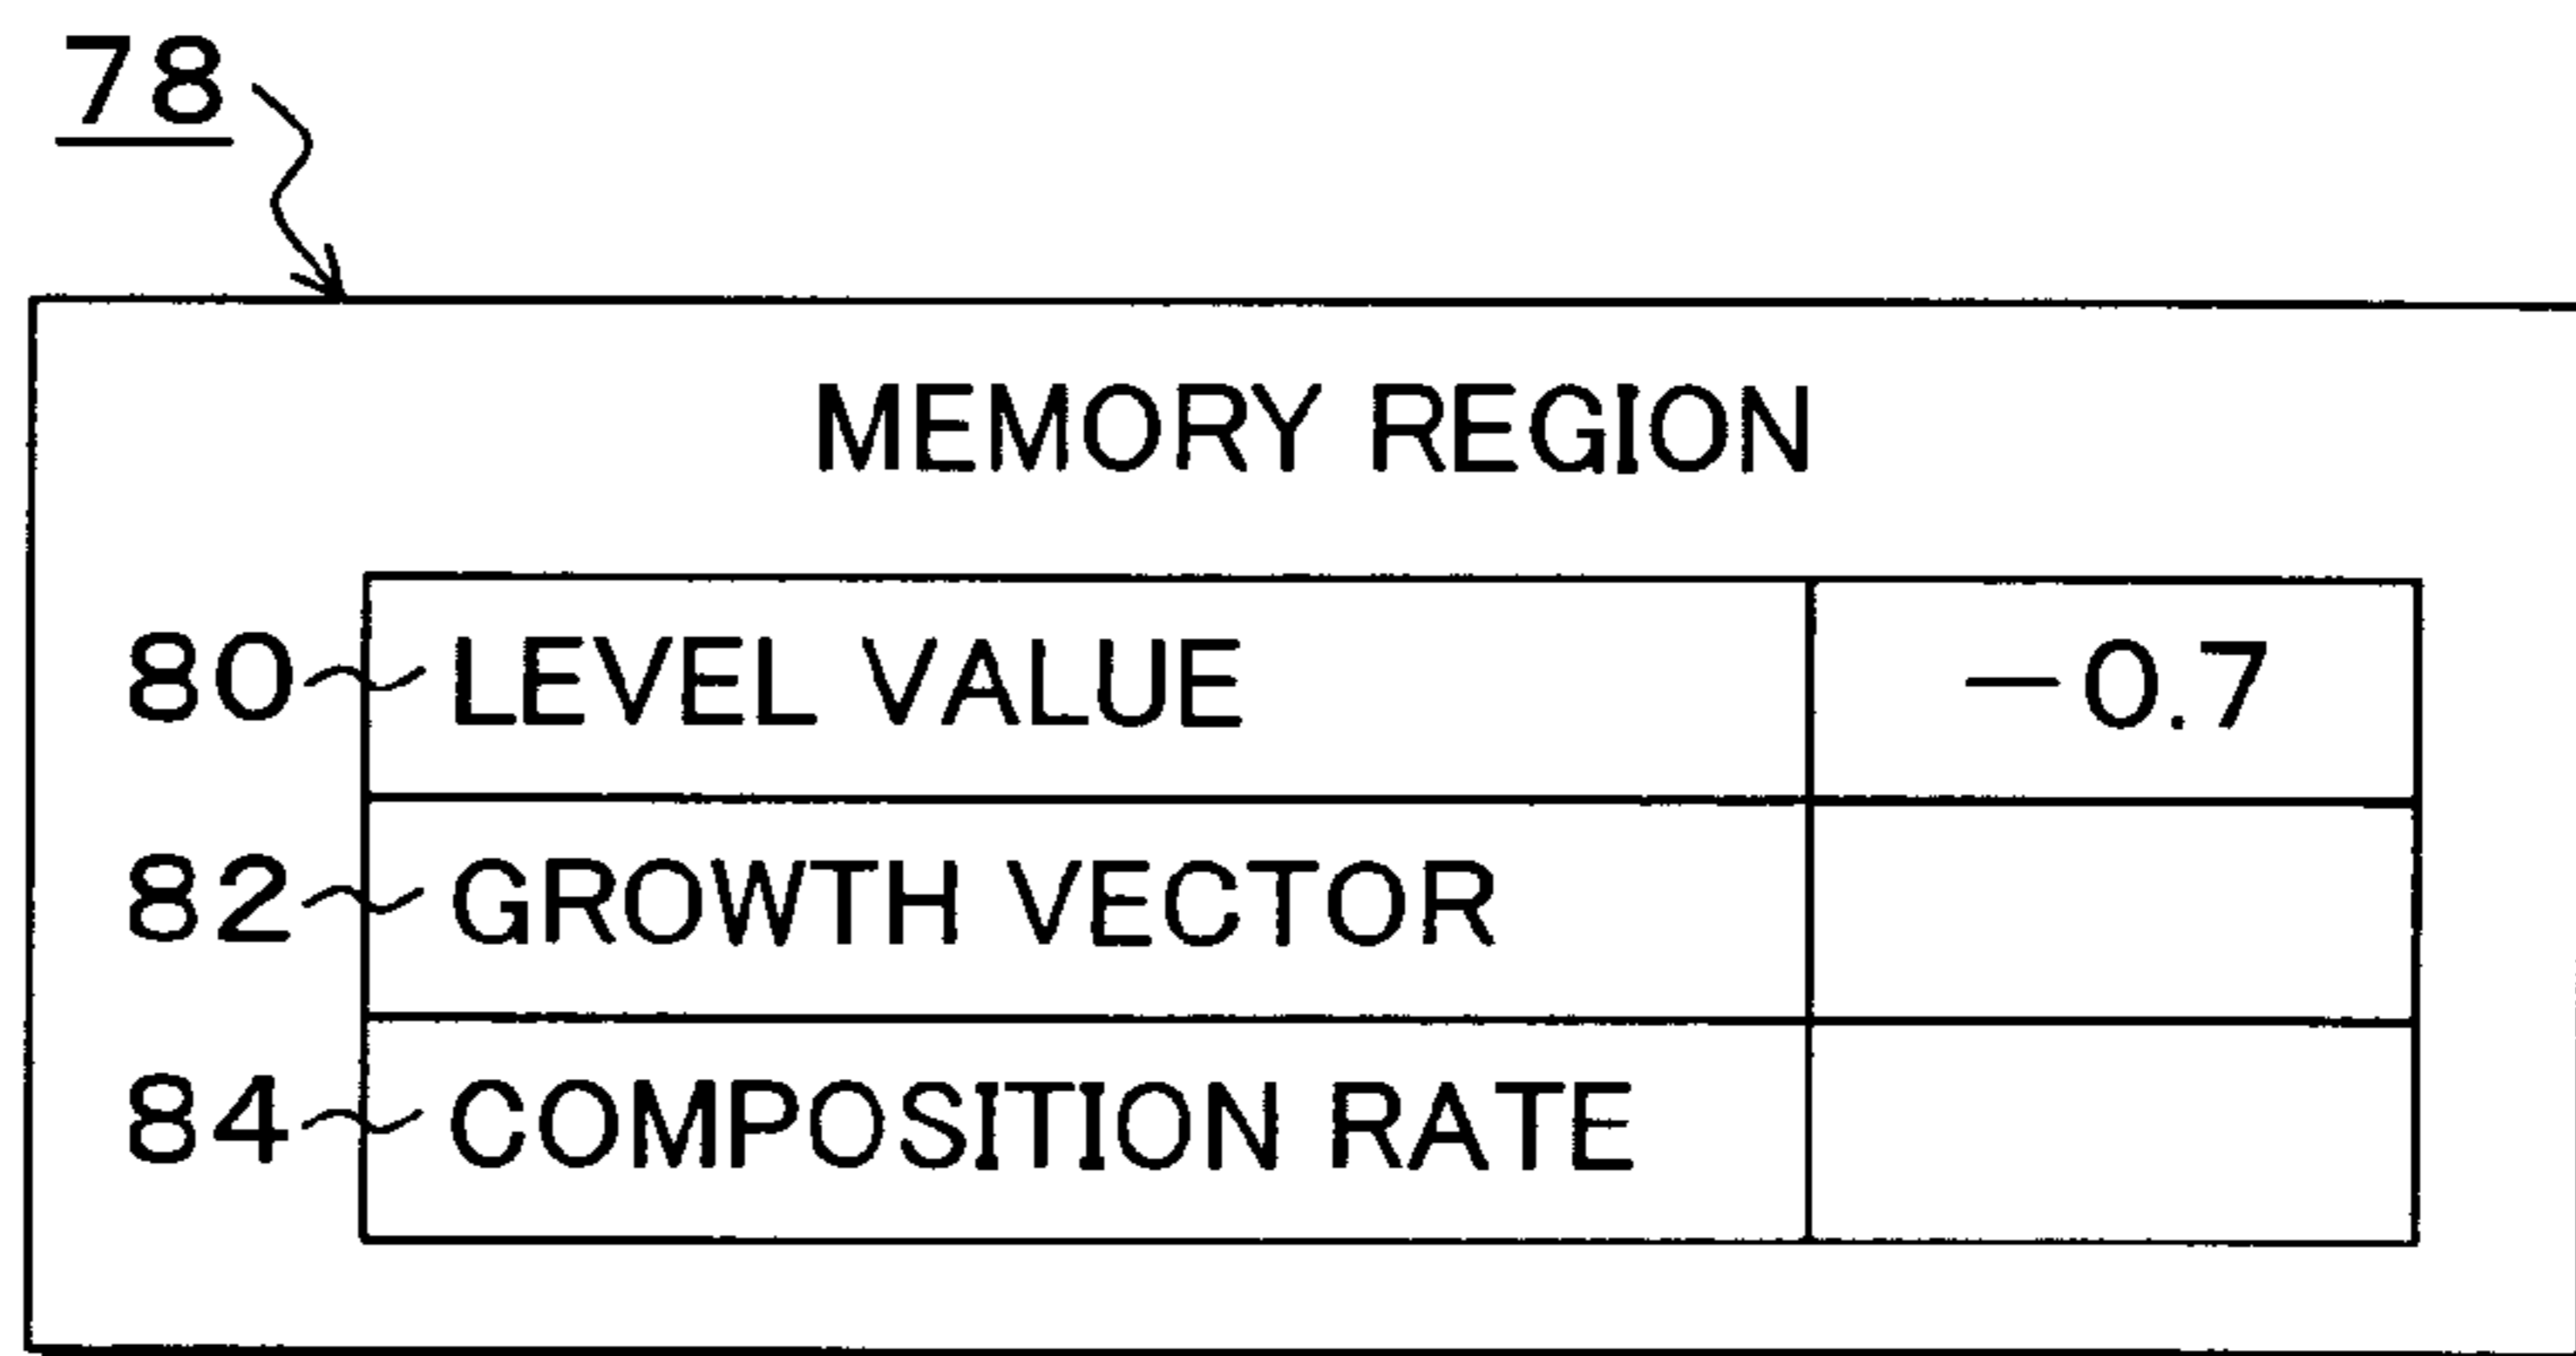 78
MEMORY REGION
80 LEVEL VALUE −0.7
82 GROWTH VECTOR
84 COMPOSITION RATE